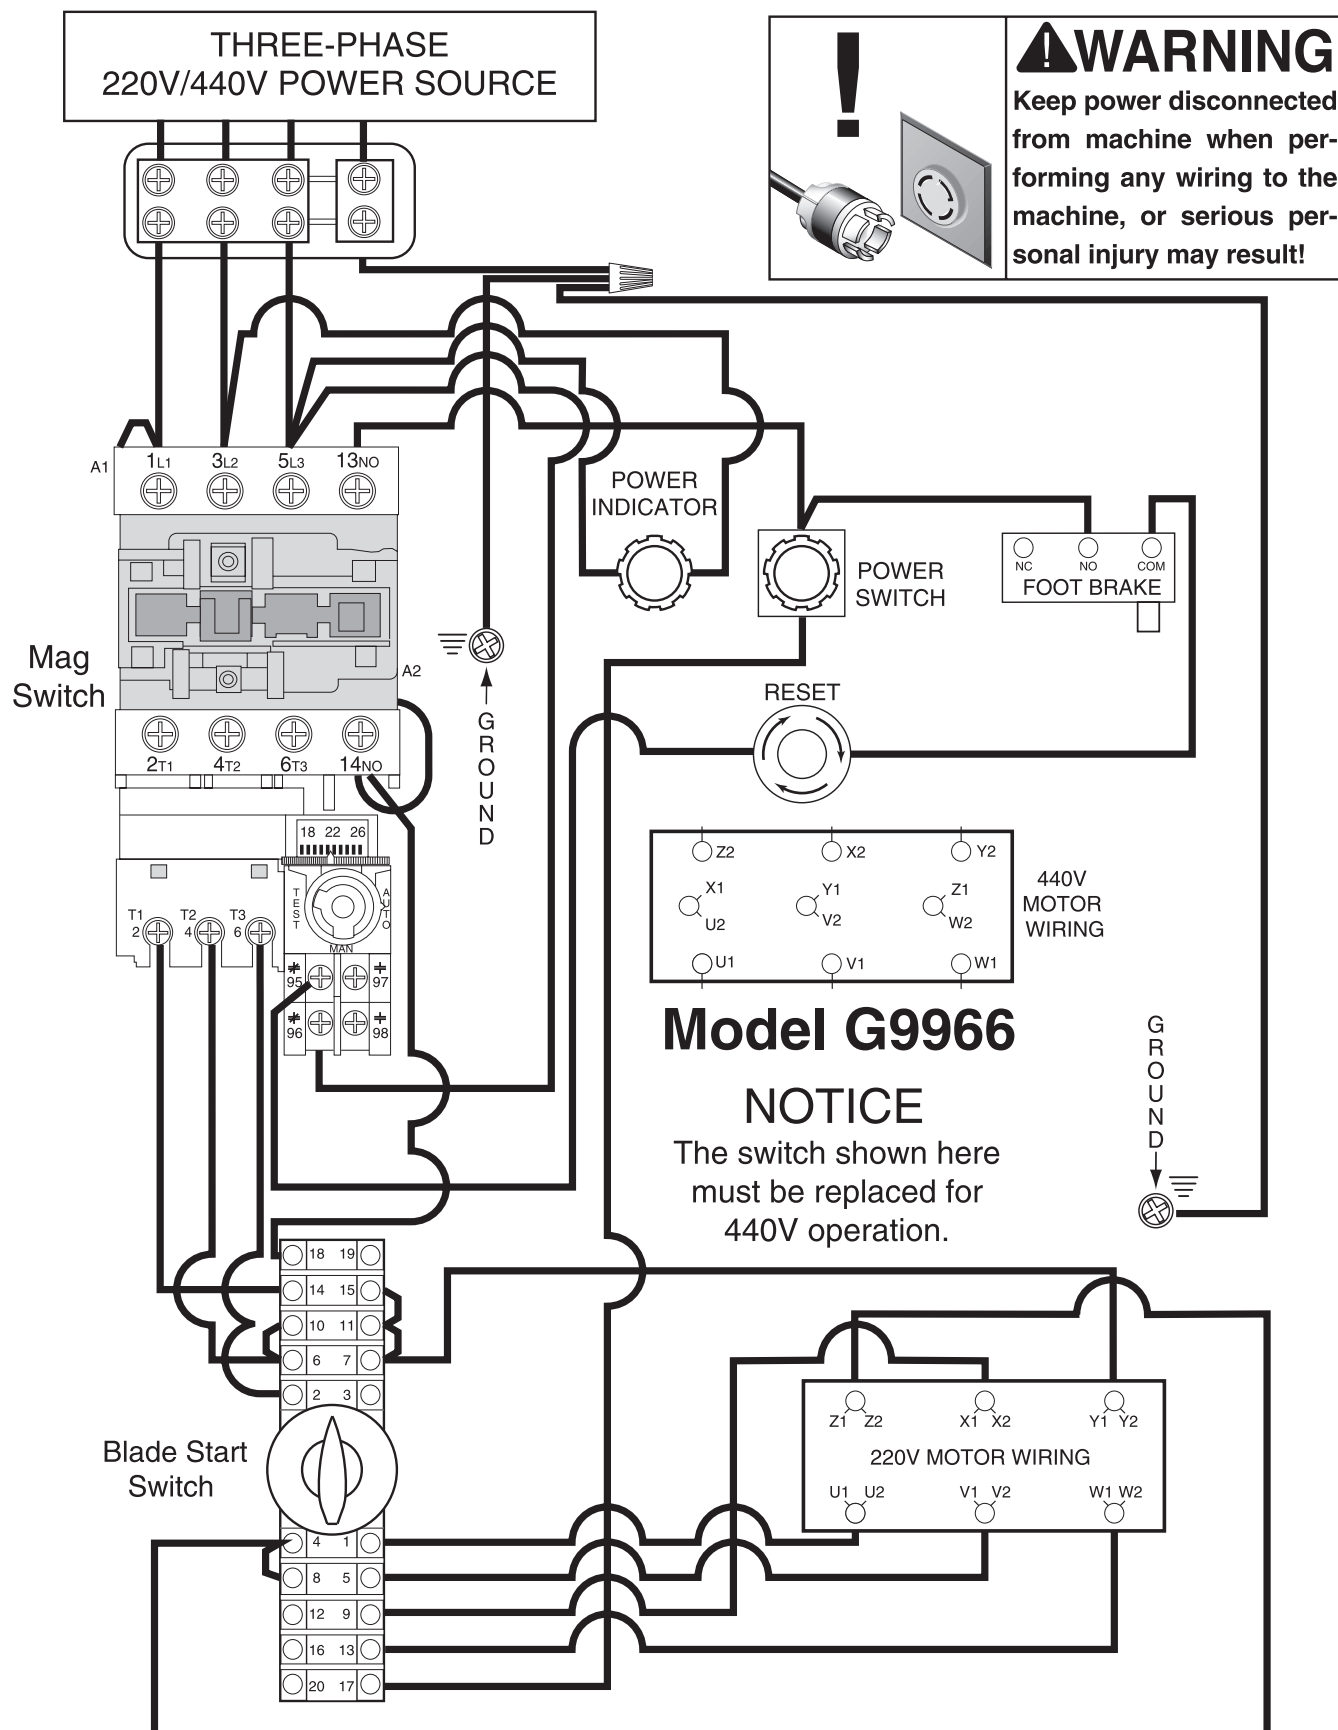 THREE-PHASE
220V/440V POWER SOURCE
WARNING
Keep power disconnected
from machine when per-
forming any wiring to the
machine, or serious per-
sonal injury may result!
A1
1L1 3L2 5L3 13NO
POWER
INDICATOR
POWER
SWITCH
NC NO COM
FOOT BRAKE
Mag
Switch
A2
2T1 4T2 6T3 14NO
GROUND
RESET
18 22 26
TEST
AUTO
MAN
T1 T2 T3
2 4 6
95 97
96 98
Z2 X2 Y2
X1 Y1 Z1
U2 V2 W2
U1 V1 W1
440V
MOTOR
WIRING
Model G9966
NOTICE
The switch shown here
must be replaced for
440V operation.
GROUND
18 19
14 15
10 11
6 7
2 3
Blade Start
Switch
4 1
8 5
12 9
16 13
20 17
Z1 Z2 X1 X2 Y1 Y2
220V MOTOR WIRING
U1 U2 V1 V2 W1 W2